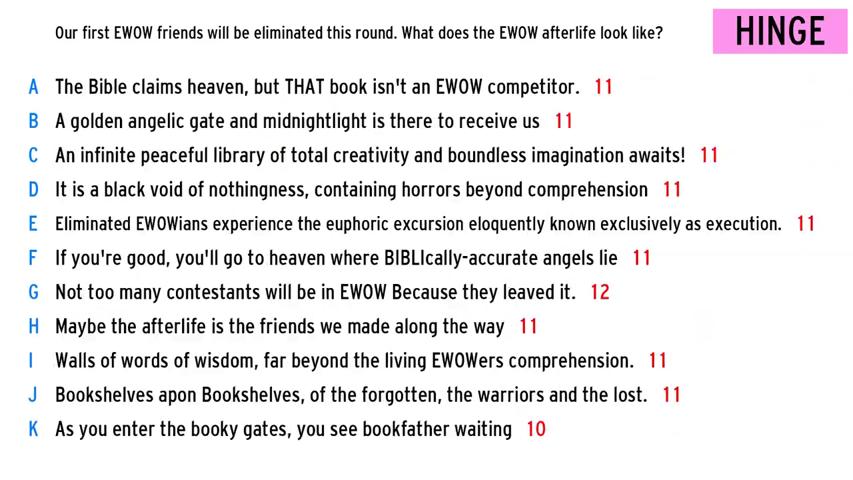 Our first EWOW friends will be eliminated this round. What does the EWOW afterlife look like?
HINGE
A The Bible claims heaven, but THAT book isn't an EWOW competitor. 11
B A golden angelic gate and midnightlight is there to receive us 11
C An infinite peaceful library of total creativity and boundless imagination awaits! 11
D It is a black void of nothingness, containing horrors beyond comprehension 11
E Eliminated EWOWians experience the euphoric excursion eloquently known exclusively as execution. 11
F If you're good, you'll go to heaven where BIBLIcally-accurate angels lie 11
G Not too many contestants will be in EWOW Because they leaved it. 12
H Maybe the afterlife is the friends we made along the way 11
I Walls of words of wisdom, far beyond the living EWOWers comprehension. 11
J Bookshelves apon Bookshelves, of the forgotten, the warriors and the lost. 11
K As you enter the booky gates, you see bookfather waiting 10